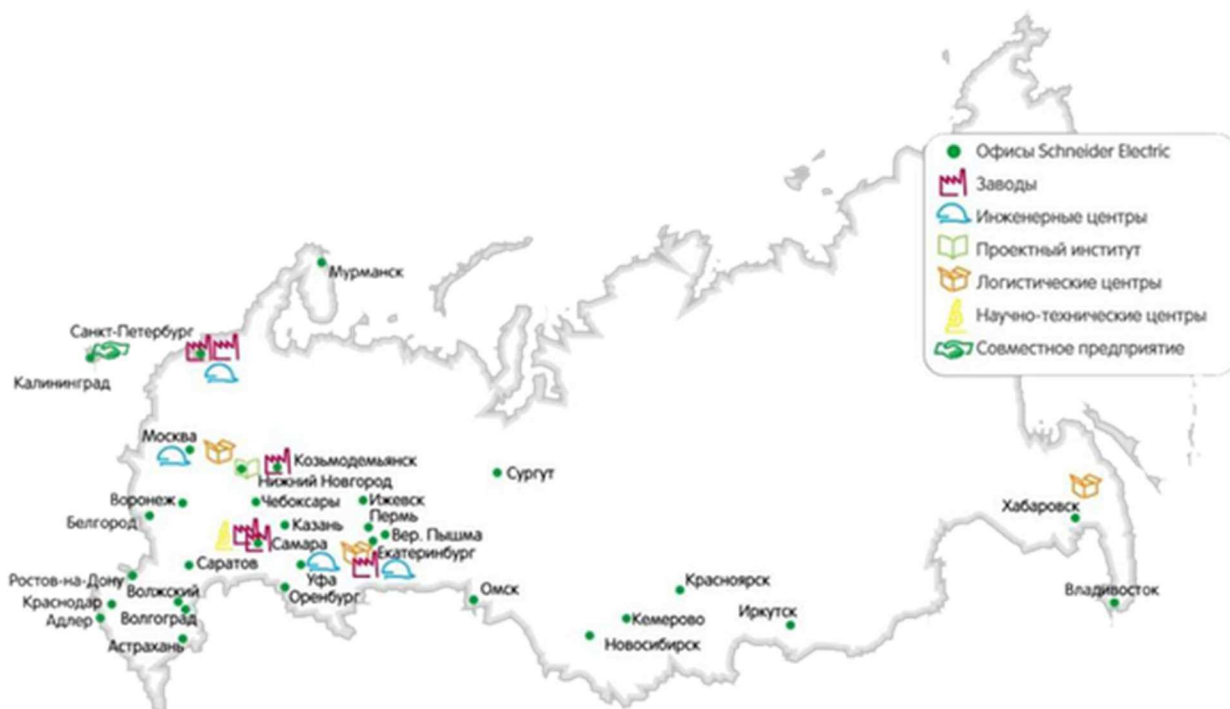 Офисы Schneider Electric
Заводы
Инженерные центры
Проектный институт
Логистические центры
Научно-технические центры
Совместное предприятие
Мурманск
Санкт-Петербург
Калининград
Москва
Козьмодемьянск
Нижний Новгород
Сургут
Воронеж
Чебоксары
Ижевск
Белгород
Казань
Пермь
Вер. Пышма
Самара
Екатеринбург
Хабаровск
Саратов
Уфа
Ростов-на-Дону
Волжский
Оренбург
Омск
Красноярск
Владивосток
Краснодар
Адлер
Волгоград
Кемерово
Иркутск
Астрахань
Новосибирск